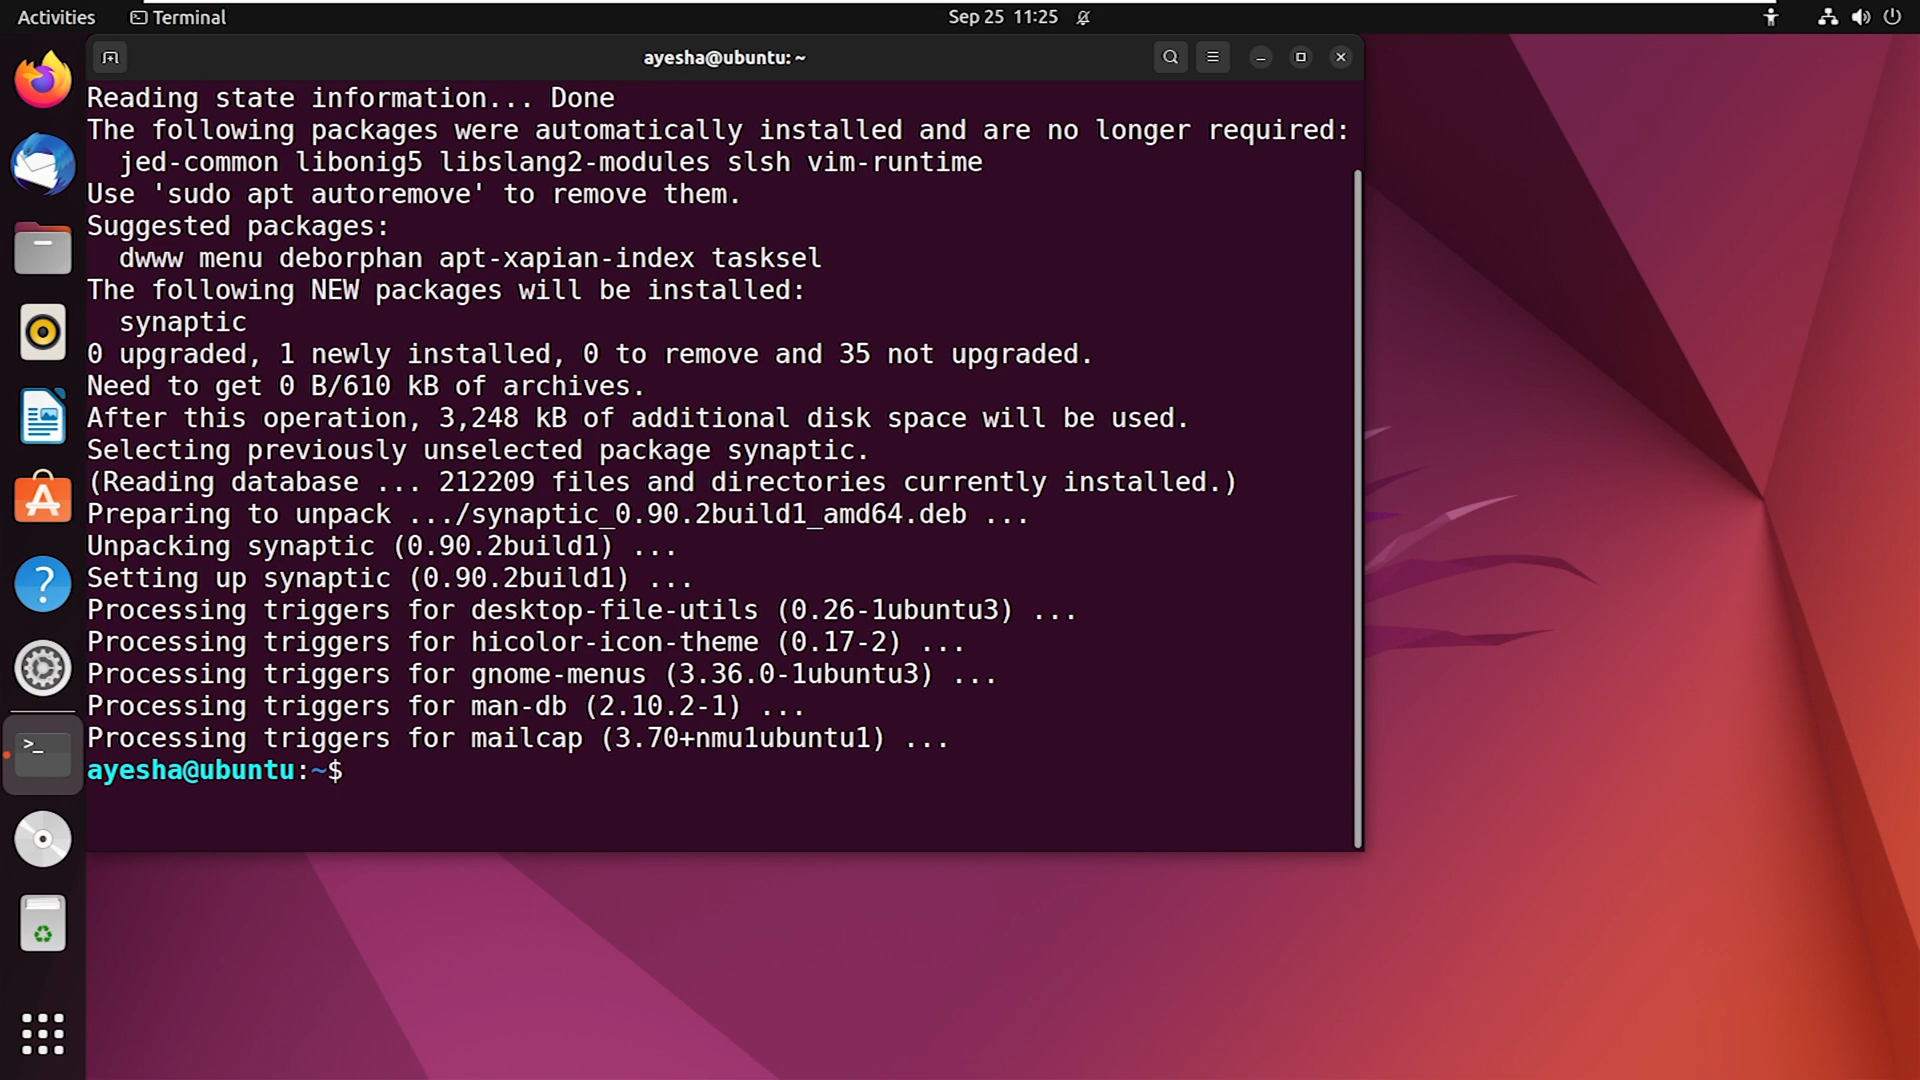 Activities
Terminal
Sep 25 11:25
ayesha@ubuntu: ~
Reading state information... Done
The following packages were automatically installed and are no longer required:
  jed-common libonig5 libslang2-modules slsh vim-runtime
Use 'sudo apt autoremove' to remove them.
Suggested packages:
  dwww menu deborphan apt-xapian-index tasksel
The following NEW packages will be installed:
  synaptic
0 upgraded, 1 newly installed, 0 to remove and 35 not upgraded.
Need to get 0 B/610 kB of archives.
After this operation, 3,248 kB of additional disk space will be used.
Selecting previously unselected package synaptic.
(Reading database ... 212209 files and directories currently installed.)
Preparing to unpack .../synaptic_0.90.2build1_amd64.deb ...
Unpacking synaptic (0.90.2build1) ...
Setting up synaptic (0.90.2build1) ...
Processing triggers for desktop-file-utils (0.26-1ubuntu3) ...
Processing triggers for hicolor-icon-theme (0.17-2) ...
Processing triggers for gnome-menus (3.36.0-1ubuntu3) ...
Processing triggers for man-db (2.10.2-1) ...
Processing triggers for mailcap (3.70+nmu1ubuntu1) ...
ayesha@ubuntu:~$